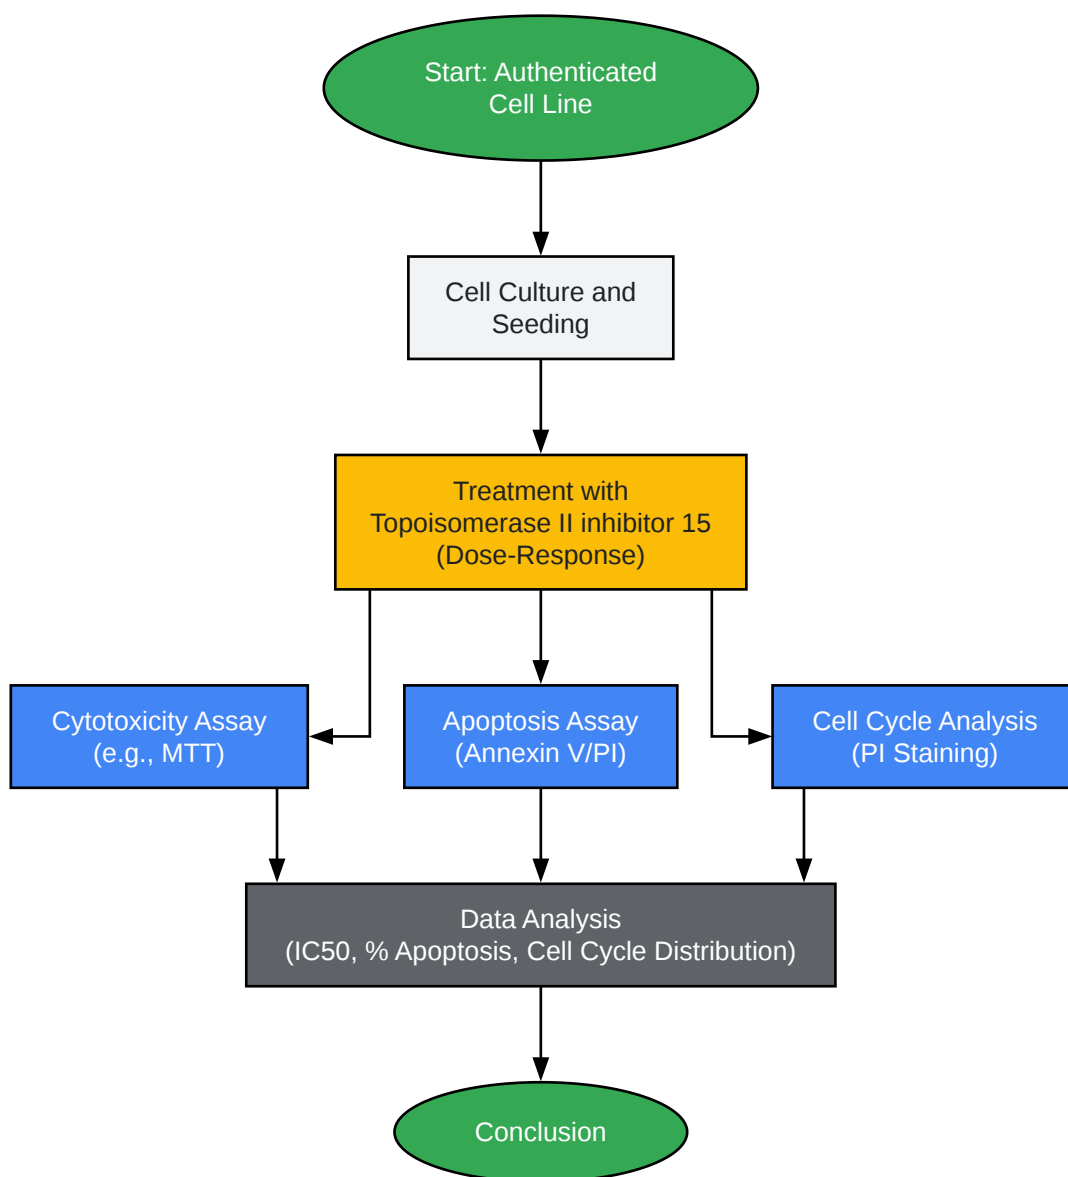 Start: Authenticated
Cell Line
Cell Culture and
Seeding
Treatment with
Topoisomerase II inhibitor 15
(Dose-Response)
Cytotoxicity Assay
(e.g., MTT)
Apoptosis Assay
(Annexin V/PI)
Cell Cycle Analysis
(PI Staining)
Data Analysis
(IC50, % Apoptosis, Cell Cycle Distribution)
Conclusion